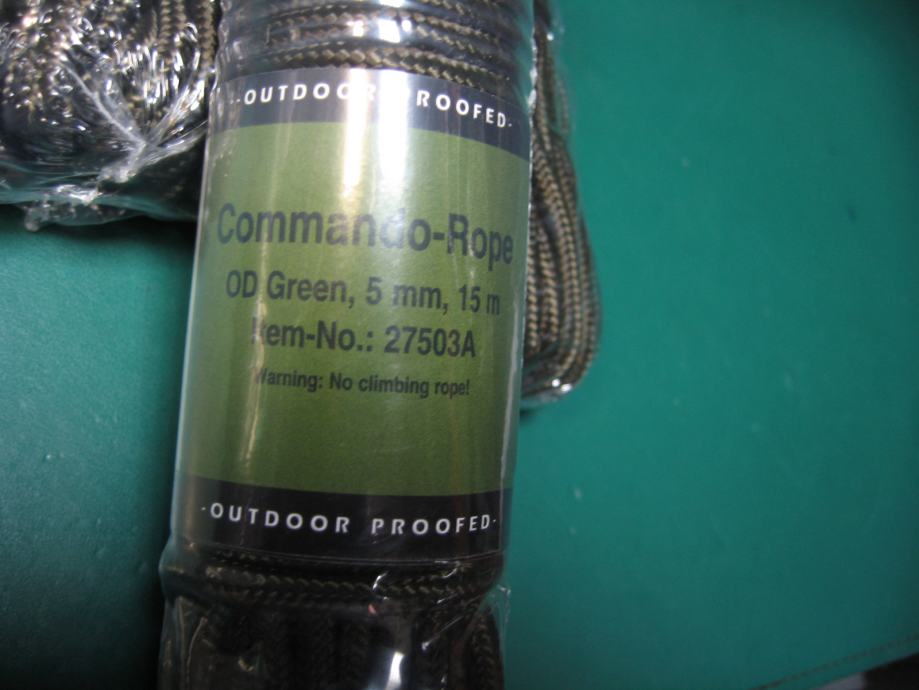 -OUTDOOR PROOFED-
Commando-Rope
OD Green, 5 mm, 15 m
Item-No.: 27503A
Warning: No climbing rope!
-OUTDOOR PROOFED-